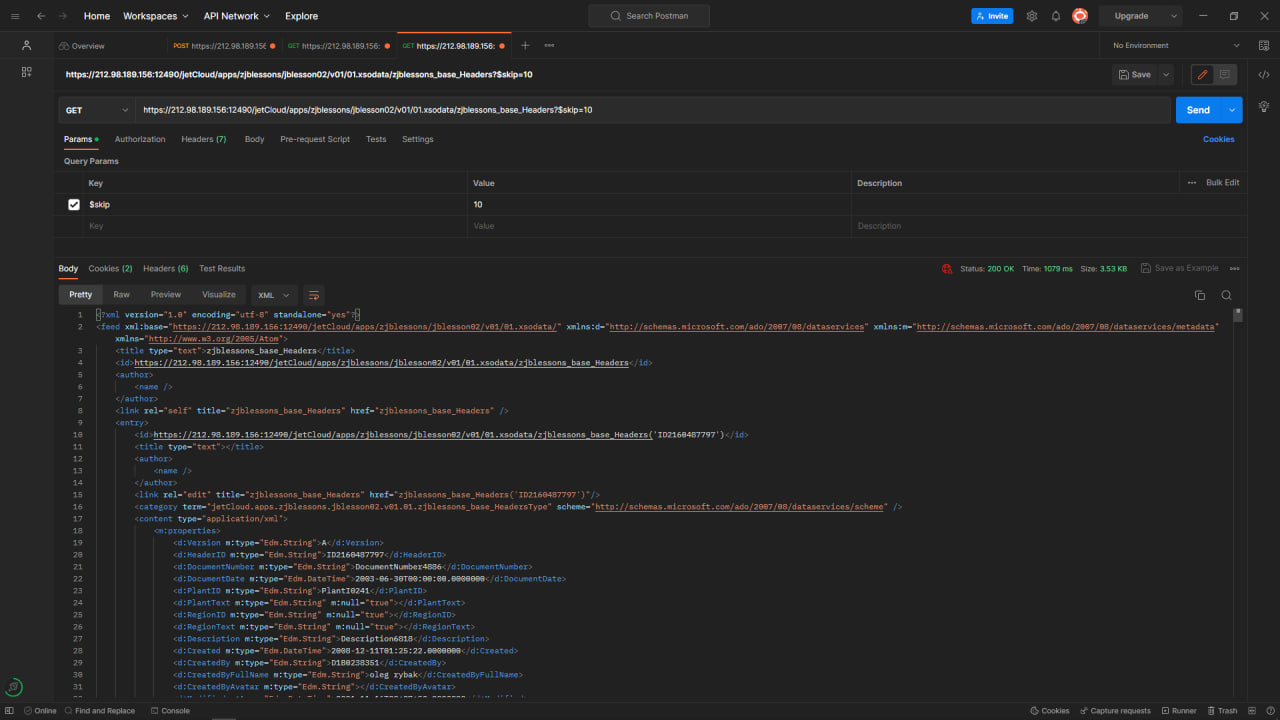 Home Workspaces API Network Explore Search Postman Invite Upgrade
Overview POST https://212.98.189.156 GET https://212.98.189.156: GET https://212.98.189.156: No Environment
https://212.98.189.156:12490/jetCloud/apps/zjblessons/jblesson02/v01/01.xsodata/zjblessons_base_Headers?$skip=10 Save
GET https://212.98.189.156:12490/jetCloud/apps/zjblessons/jblesson02/v01/01.xsodata/zjblessons_base_Headers?$skip=10 Send
Params Authorization Headers (7) Body Pre-request Script Tests Settings Cookies
Query Params
Key Value Description Bulk Edit
$skip 10
Key Value Description
Body Cookies (2) Headers (6) Test Results Status: 200 OK Time: 1079 ms Size: 3.53 KB Save as Example
Pretty Raw Preview Visualize XML
1 <?xml version="1.0" encoding="utf-8" standalone="yes"?>
2 <feed xml:base="https://212.98.189.156:12490/jetCloud/apps/zjblessons/jblesson02/v01/01.xsodata/" xmlns:d="http://schemas.microsoft.com/ado/2007/08/dataservices" xmlns:m="http://schemas.microsoft.com/ado/2007/08/dataservices/metadata"
xmlns="http://www.w3.org/2005/Atom">
3 <title type="text">zjblessons_base_Headers</title>
4 <id>https://212.98.189.156:12490/jetCloud/apps/zjblessons/jblesson02/v01/01.xsodata/zjblessons_base_Headers</id>
5 <author>
6 <name />
7 </author>
8 <link rel="self" title="zjblessons_base_Headers" href="zjblessons_base_Headers" />
9 <entry>
10 <id>https://212.98.189.156:12490/jetCloud/apps/zjblessons/jblesson02/v01/01.xsodata/zjblessons_base_Headers('ID2160487797')</id>
11 <title type="text"></title>
12 <author>
13 <name />
14 </author>
15 <link rel="edit" title="zjblessons_base_Headers" href="zjblessons_base_Headers('ID2160487797')"/>
16 <category term="jetCloud.apps.zjblessons.jblesson02.v01.01.zjblessons_base_HeadersType" scheme="http://schemas.microsoft.com/ado/2007/08/dataservices/scheme" />
17 <content type="application/xml">
18 <m:properties>
19 <d:Version m:type="Edm.String">A</d:Version>
20 <d:HeaderID m:type="Edm.String">ID2160487797</d:HeaderID>
21 <d:DocumentNumber m:type="Edm.String">DocumentNumber4886</d:DocumentNumber>
22 <d:DocumentDate m:type="Edm.DateTime">2003-06-30T00:00:00.0000000</d:DocumentDate>
23 <d:PlantID m:type="Edm.String">PlantI0241</d:PlantID>
24 <d:PlantText m:type="Edm.String" m:null="true"></d:PlantText>
25 <d:RegionID m:type="Edm.String" m:null="true"></d:RegionID>
26 <d:RegionText m:type="Edm.String" m:null="true"></d:RegionText>
27 <d:Description m:type="Edm.String">Description6818</d:Description>
28 <d:Created m:type="Edm.DateTime">2008-12-11T01:25:22.0000000</d:Created>
29 <d:CreatedBy m:type="Edm.String">D180238351</d:CreatedBy>
30 <d:CreatedByFullName m:type="Edm.String">oleg rybak</d:CreatedByFullName>
31 <d:CreatedByAvatar m:type="Edm.String"></d:CreatedByAvatar>
Online Find and Replace Console Cookies Capture requests Runner Trash